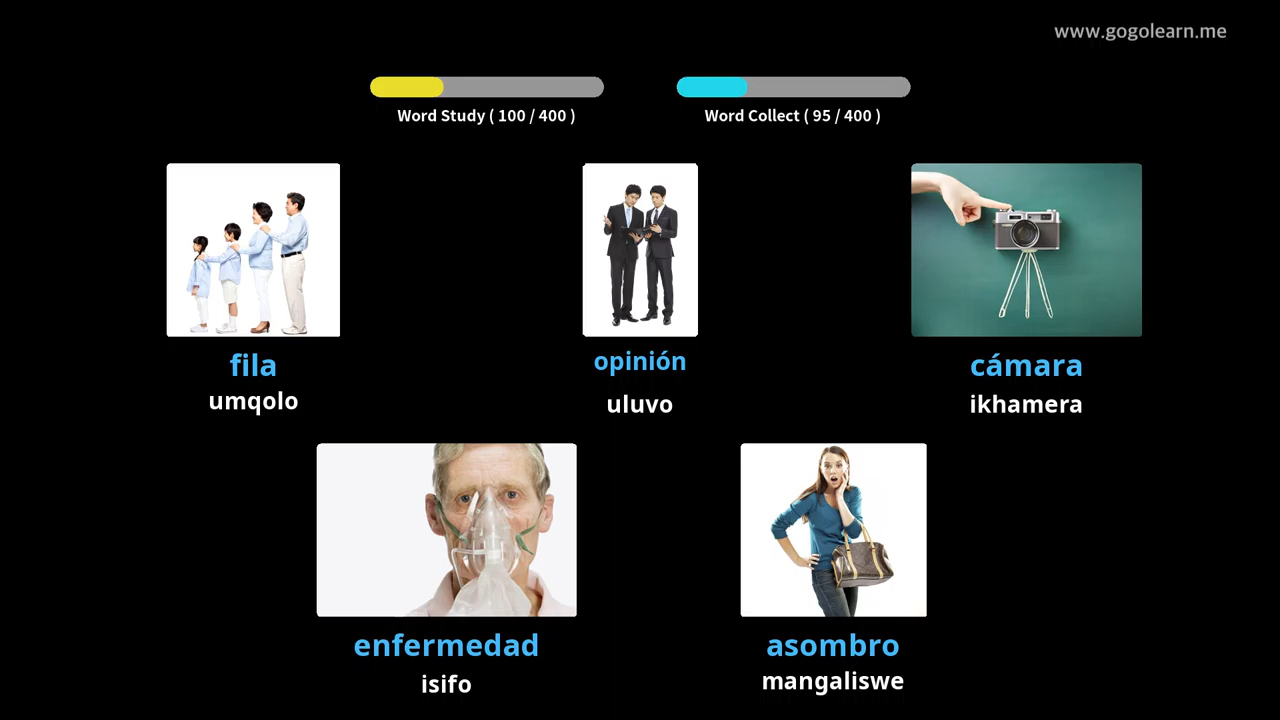 www.gogolearn.me
Word Study ( 100 / 400 )
Word Collect ( 95 / 400 )
fila
umqolo
opinión
uluvo
cámara
ikhamera
enfermedad
isifo
asombro
mangaliswe